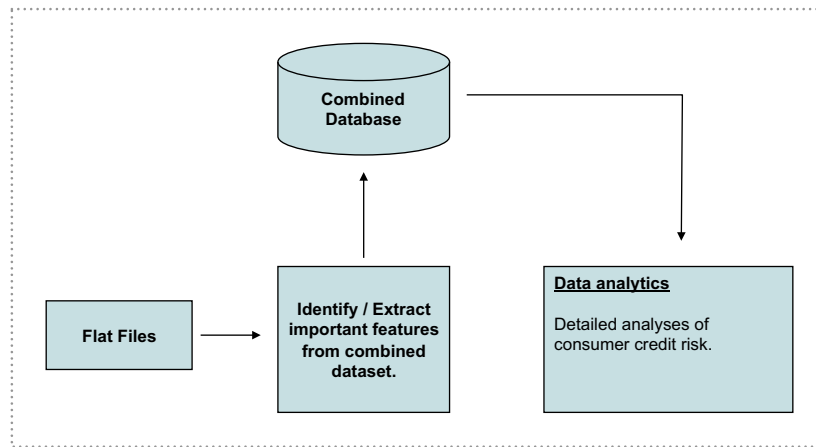 Combined
Database
Flat Files
Identify / Extract
important features
from combined
dataset.
Data analytics
Detailed analyses of
consumer credit risk.